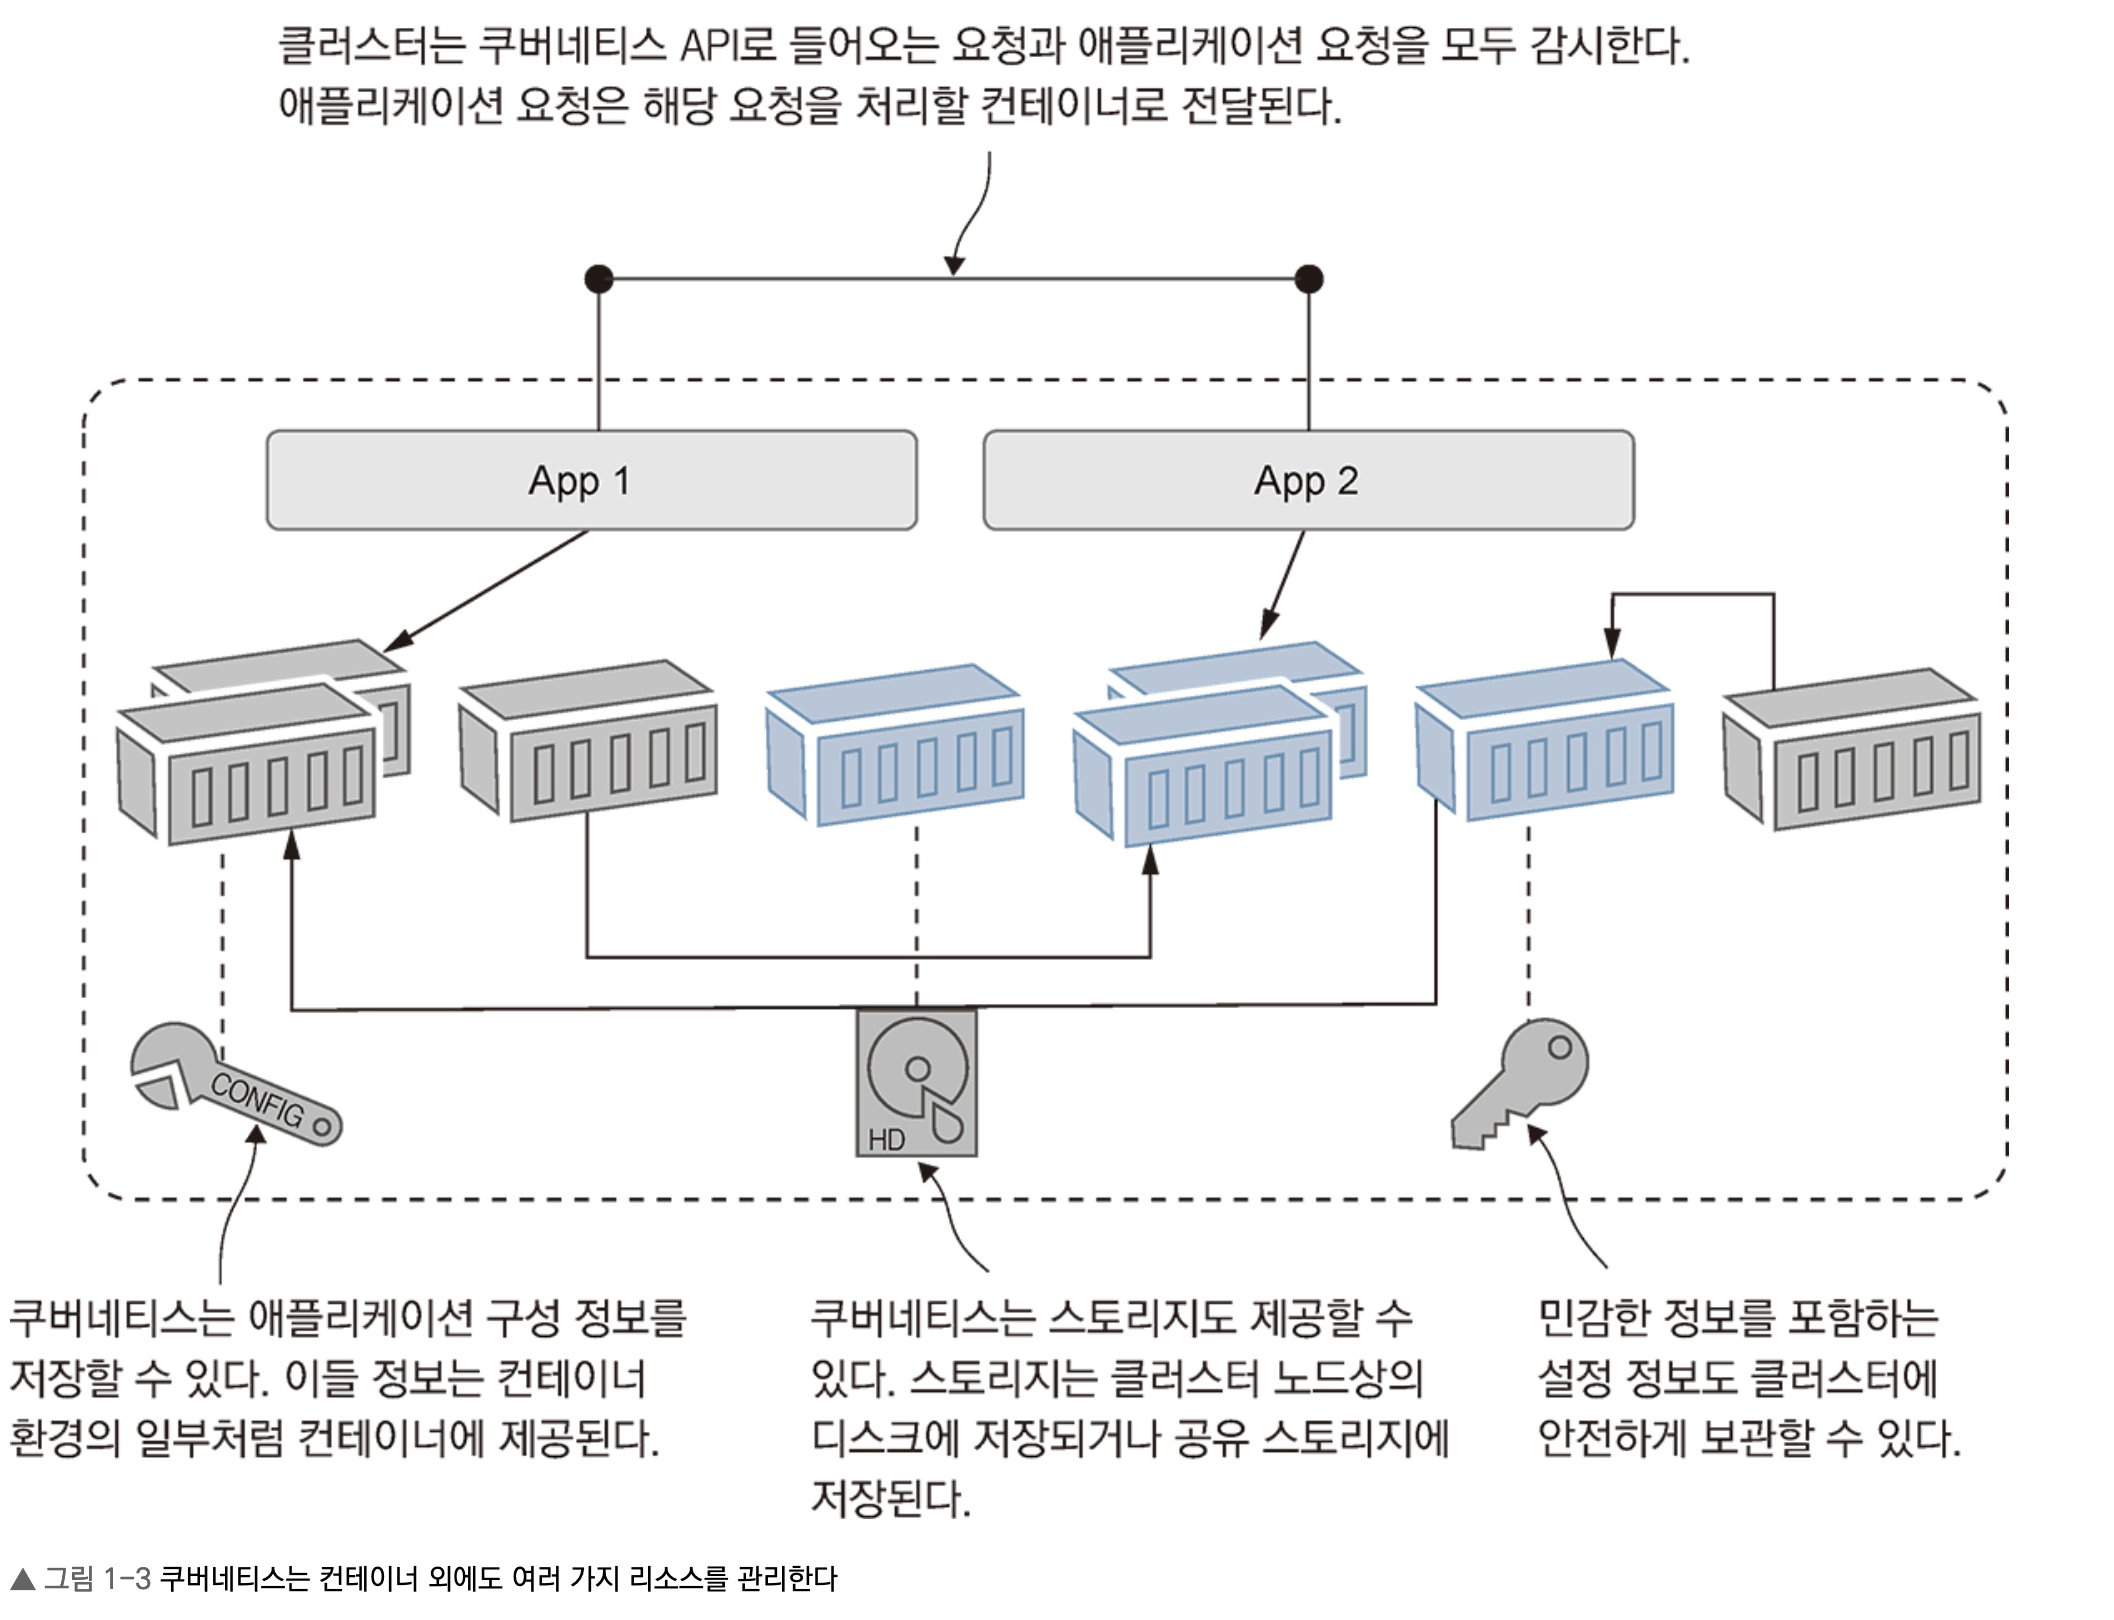 클러스터는 쿠버네티스 API로 들어오는 요청과 애플리케이션 요청을 모두 감시한다.
애플리케이션 요청은 해당 요청을 처리할 컨테이너로 전달된다.
App 1
App 2
CONFIG
HD
쿠버네티스는 애플리케이션 구성 정보를
저장할 수 있다. 이들 정보는 컨테이너
환경의 일부처럼 컨테이너에 제공된다.
쿠버네티스는 스토리지도 제공할 수
있다. 스토리지는 클러스터 노드상의
디스크에 저장되거나 공유 스토리지에
저장된다.
민감한 정보를 포함하는
설정 정보도 클러스터에
안전하게 보관할 수 있다.
▲ 그림 1-3 쿠버네티스는 컨테이너 외에도 여러 가지 리소스를 관리한다